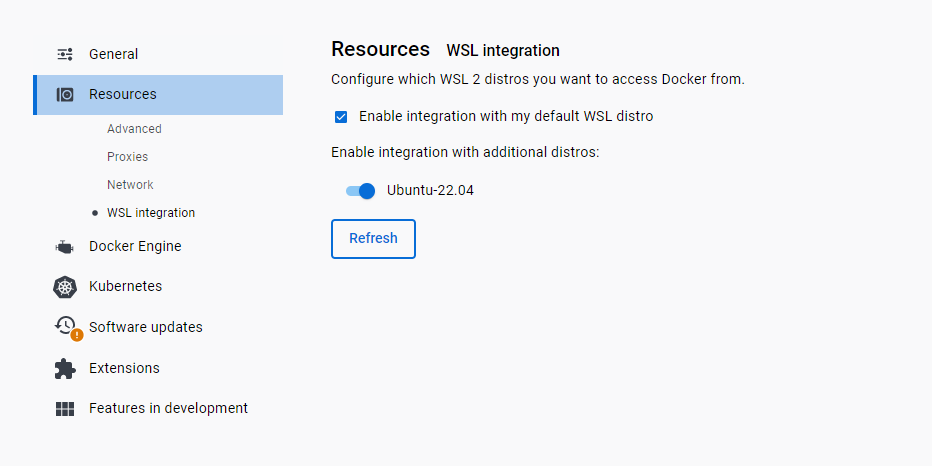 General
Resources
Advanced
Proxies
Network
WSL integration
Docker Engine
Kubernetes
Software updates
Extensions
Features in development
Resources WSL integration
Configure which WSL 2 distros you want to access Docker from.
Enable integration with my default WSL distro
Enable integration with additional distros:
Ubuntu-22.04
Refresh